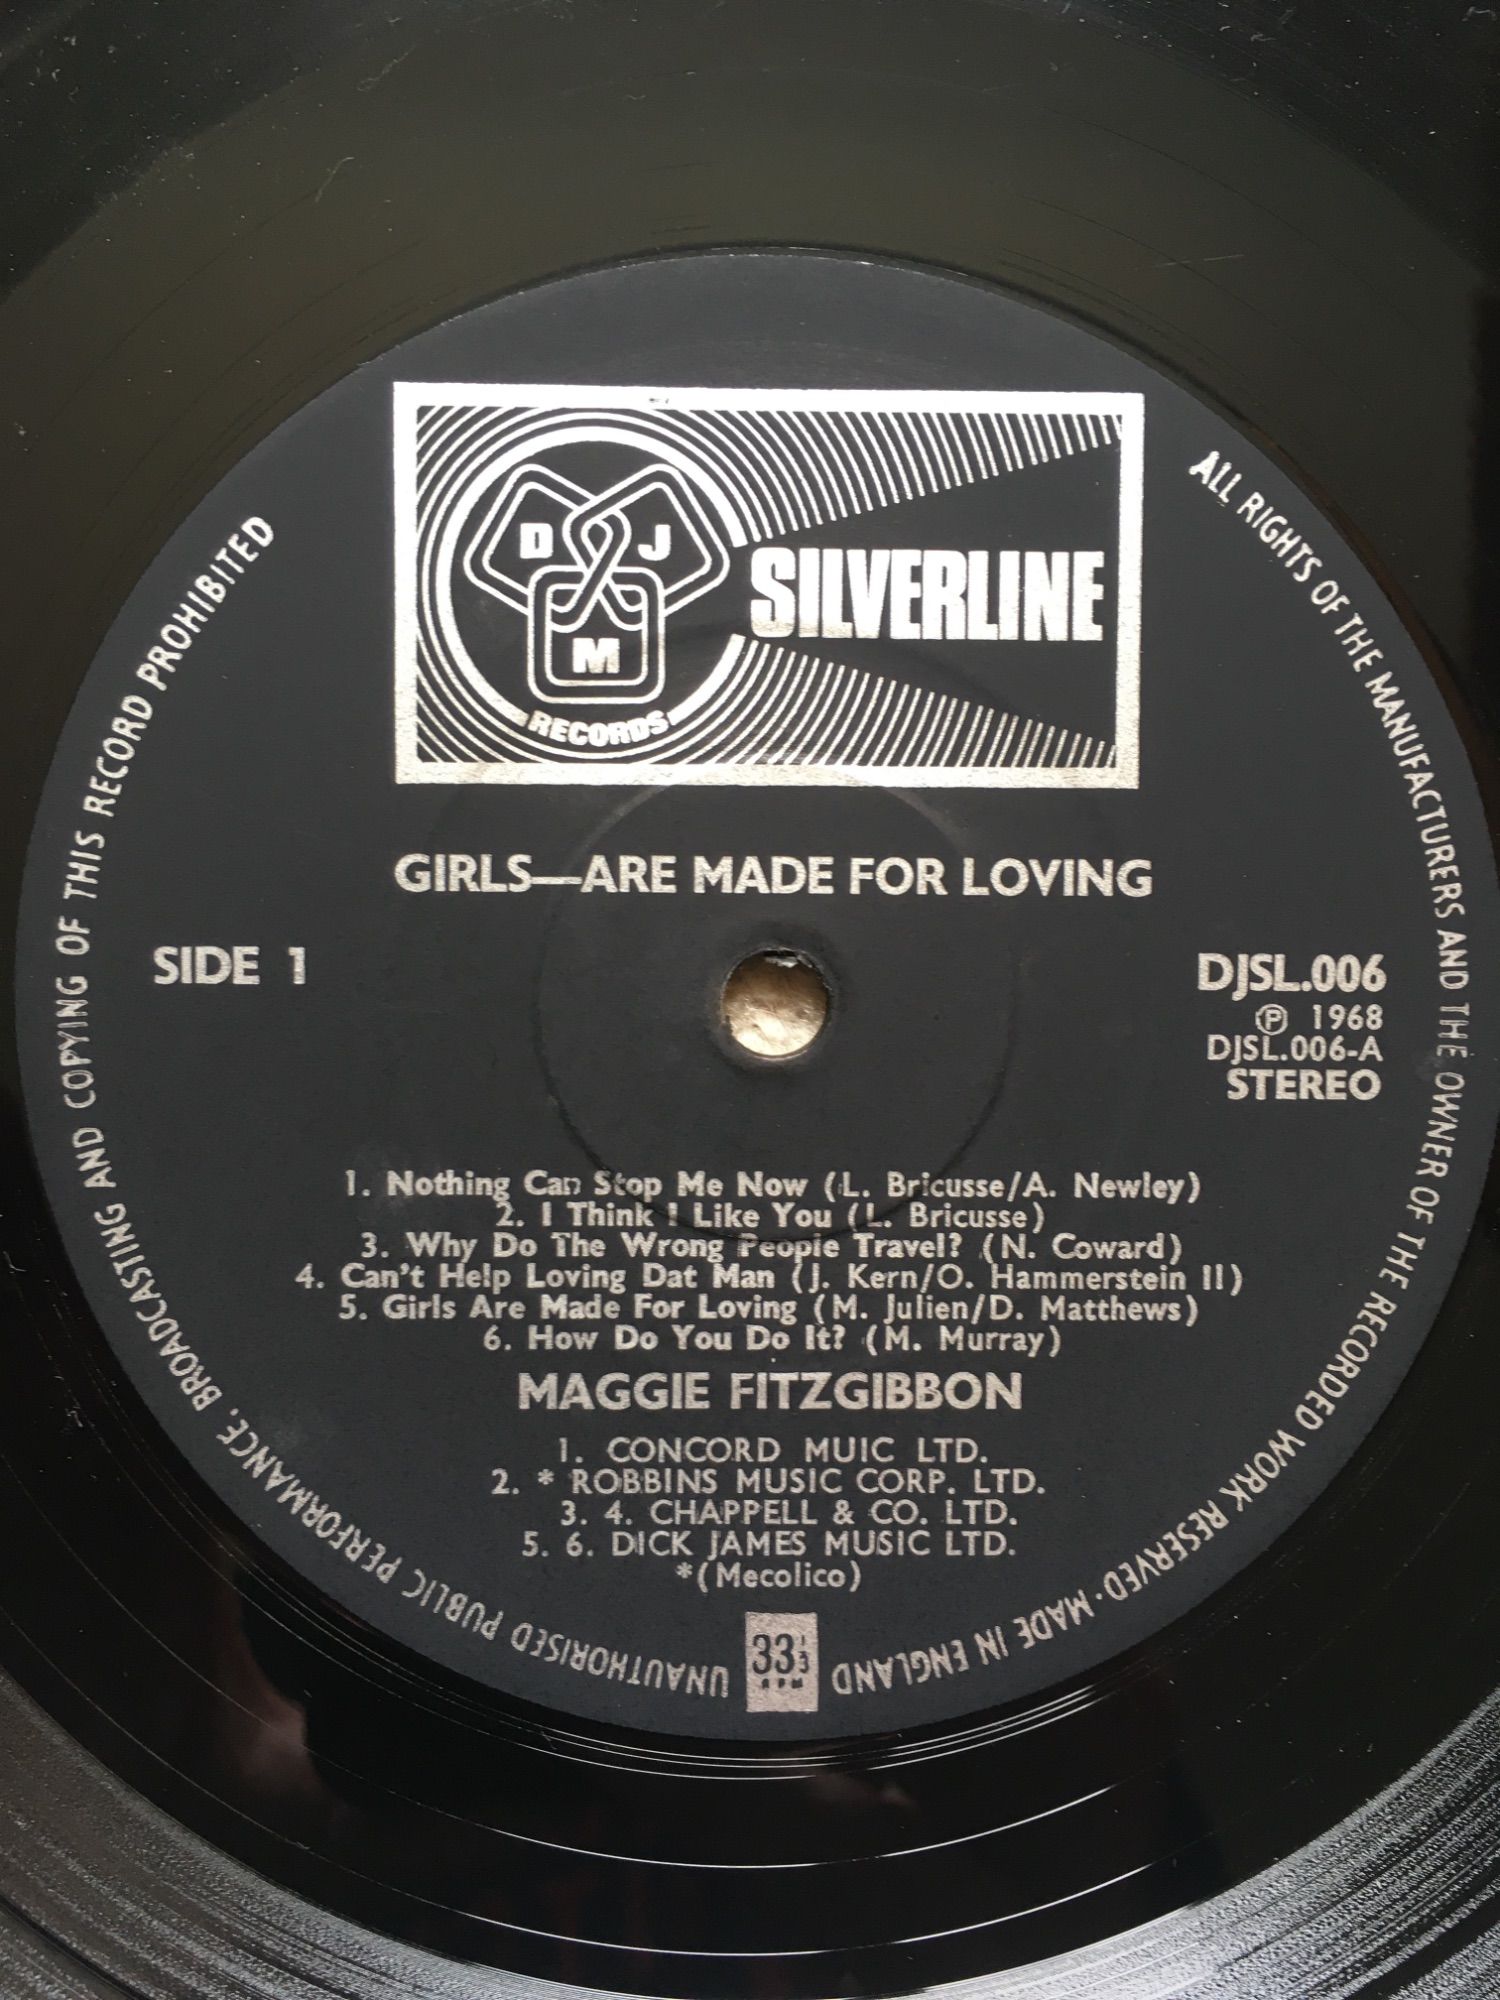 D J
M
RECORDS
SILVERLINE
GIRLS—ARE MADE FOR LOVING
SIDE 1
DJSL.006
Ⓟ 1968
DJSL.006-A
STEREO
1. Nothing Can Stop Me Now (L. Bricusse/A. Newley)
2. I Think I Like You (L. Bricusse)
3. Why Do The Wrong People Travel? (N. Coward)
4. Can't Help Loving Dat Man (J. Kern/O. Hammerstein II)
5. Girls Are Made For Loving (M. Julien/D. Matthews)
6. How Do You Do It? (M. Murray)
MAGGIE FITZGIBBON
1. CONCORD MUIC LTD.
2. * ROBBINS MUSIC CORP. LTD.
3. 4. CHAPPELL & CO. LTD.
5. 6. DICK JAMES MUSIC LTD.
*(Mecolico)
33⅓
RPM
ALL RIGHTS OF THE MANUFACTURERS AND THE OWNER OF THE RECORDED WORK RESERVED · MADE IN ENGLAND
UNAUTHORISED PUBLIC PERFORMANCE, BROADCASTING AND COPYING OF THIS RECORD PROHIBITED